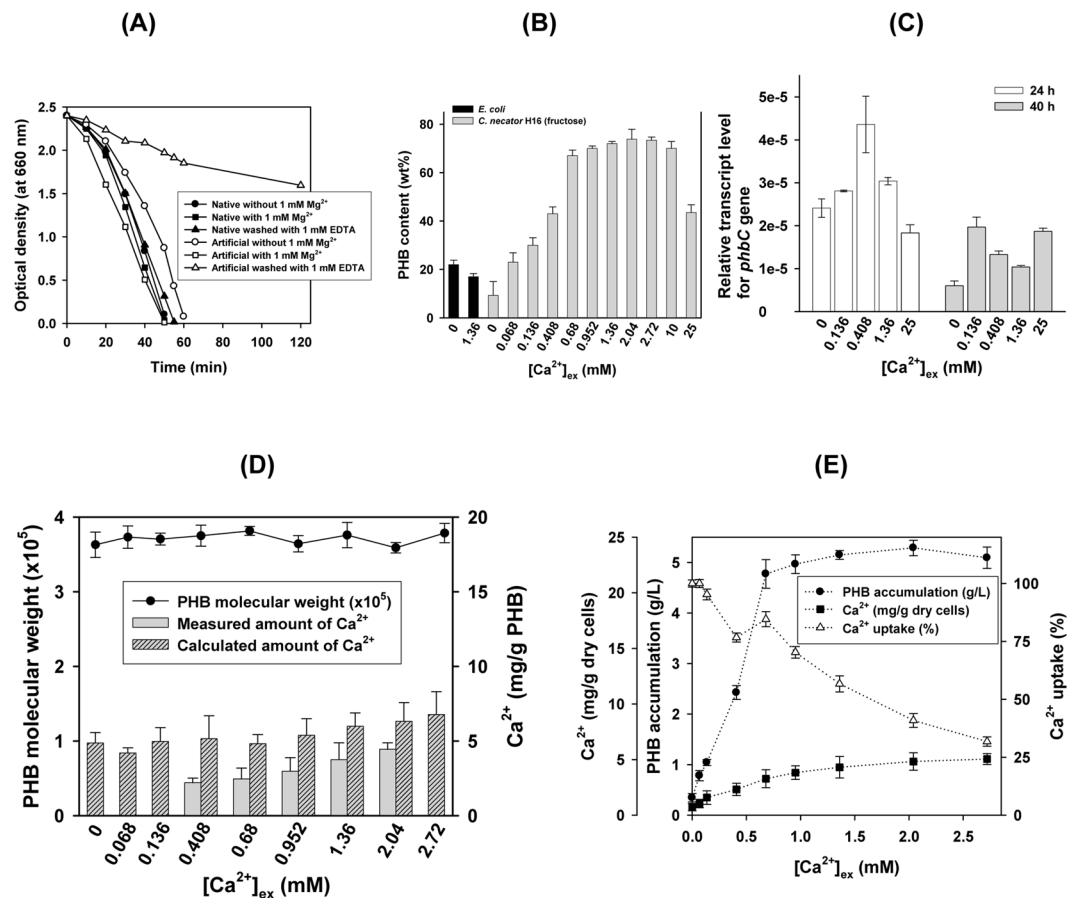 (A)
2.5
2.0
1.5
1.0
0.5
0.0
Optical density (at 660 nm)
Native without 1 mM Mg²⁺
Native with 1 mM Mg²⁺
Native washed with 1 mM EDTA
Artificial without 1 mM Mg²⁺
Artificial with 1 mM Mg²⁺
Artificial washed with 1 mM EDTA
0 20 40 60 80 100 120
Time (min)
(B)
E. coli
C. necator H16 (fructose)
80
60
40
20
0
PHB content (wt%)
0 1.36 0 0.068 0.136 0.408 0.68 0.952 1.36 2.04 2.72 10 25
[Ca²⁺]ₑₓ (mM)
(C)
24 h
40 h
5e-5
4e-5
3e-5
2e-5
1e-5
0
Relative transcript level
for phbC gene
0 0.136 0.408 1.36 25 0 0.136 0.408 1.36 25
[Ca²⁺]ₑₓ (mM)
(D)
4
3
2
1
0
PHB molecular weight (x10⁵)
PHB molecular weight (x10⁵)
Measured amount of Ca²⁺
Calculated amount of Ca²⁺
20
15
10
5
0
Ca²⁺ (mg/g PHB)
0 0.068 0.136 0.408 0.68 0.952 1.36 2.04 2.72
[Ca²⁺]ₑₓ (mM)
(E)
25
20
15
10
5
0
Ca²⁺ (mg/g dry cells)
5
4
3
2
1
0
PHB accumulation (g/L)
PHB accumulation (g/L)
Ca²⁺ (mg/g dry cells)
Ca²⁺ uptake (%)
100
75
50
25
0
Ca²⁺ uptake (%)
0.0 0.5 1.0 1.5 2.0 2.5
[Ca²⁺]ₑₓ (mM)